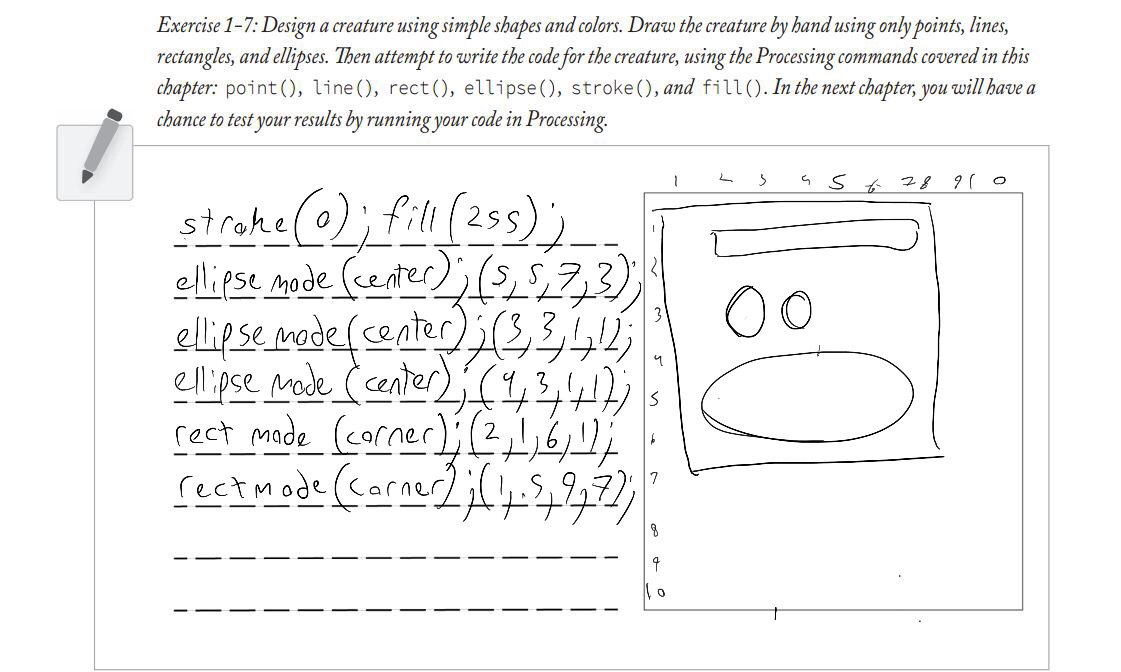 Exercise 1-7: Design a creature using simple shapes and colors. Draw the creature by hand using only points, lines,
rectangles, and ellipses. Then attempt to write the code for the creature, using the Processing commands covered in this
chapter: point(), line(), rect(), ellipse(), stroke(), and fill(). In the next chapter, you will have a
chance to test your results by running your code in Processing.
stroke(0); fill(255);
ellipse mode(center);(5,5,7,3);
ellipse mode(center);(3,3,1,1);
ellipse mode (center);(4,3,1,1);
rect mode (corner);(2,1,6,1);
rect mode(corner);(1,.5,9,7);
1 2 3 4 5 6 7 8 9 1 0
1
2
3
4
5
6
7
8
9
10